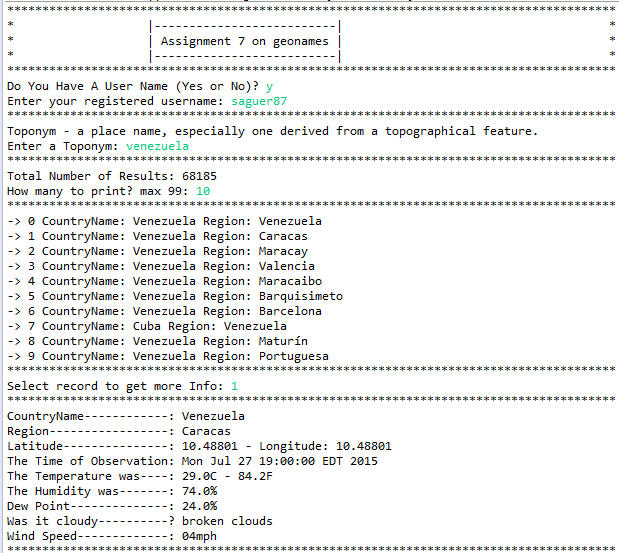 ****************************************************************************************
* |--------------------------| *
* | Assignment 7 on geonames | *
* |--------------------------| *
****************************************************************************************
Do You Have A User Name (Yes or No)? y
Enter your registered username: saguer87
****************************************************************************************
Toponym - a place name, especially one derived from a topographical feature.
Enter a Toponym: venezuela
****************************************************************************************
Total Number of Results: 68185
How many to print? max 99: 10
****************************************************************************************
-> 0 CountryName: Venezuela Region: Venezuela
-> 1 CountryName: Venezuela Region: Caracas
-> 2 CountryName: Venezuela Region: Maracay
-> 3 CountryName: Venezuela Region: Valencia
-> 4 CountryName: Venezuela Region: Maracaibo
-> 5 CountryName: Venezuela Region: Barquisimeto
-> 6 CountryName: Venezuela Region: Barcelona
-> 7 CountryName: Cuba Region: Venezuela
-> 8 CountryName: Venezuela Region: Maturín
-> 9 CountryName: Venezuela Region: Portuguesa
****************************************************************************************
Select record to get more Info: 1
****************************************************************************************
CountryName------------: Venezuela
Region-----------------: Caracas
Latitude---------------: 10.48801 - Longitude: 10.48801
The Time of Observation: Mon Jul 27 19:00:00 EDT 2015
The Temperature was----: 29.0C - 84.2F
The Humidity was-------: 74.0%
Dew Point--------------: 24.0%
Was it cloudy----------? broken clouds
Wind Speed-------------: 04mph
****************************************************************************************